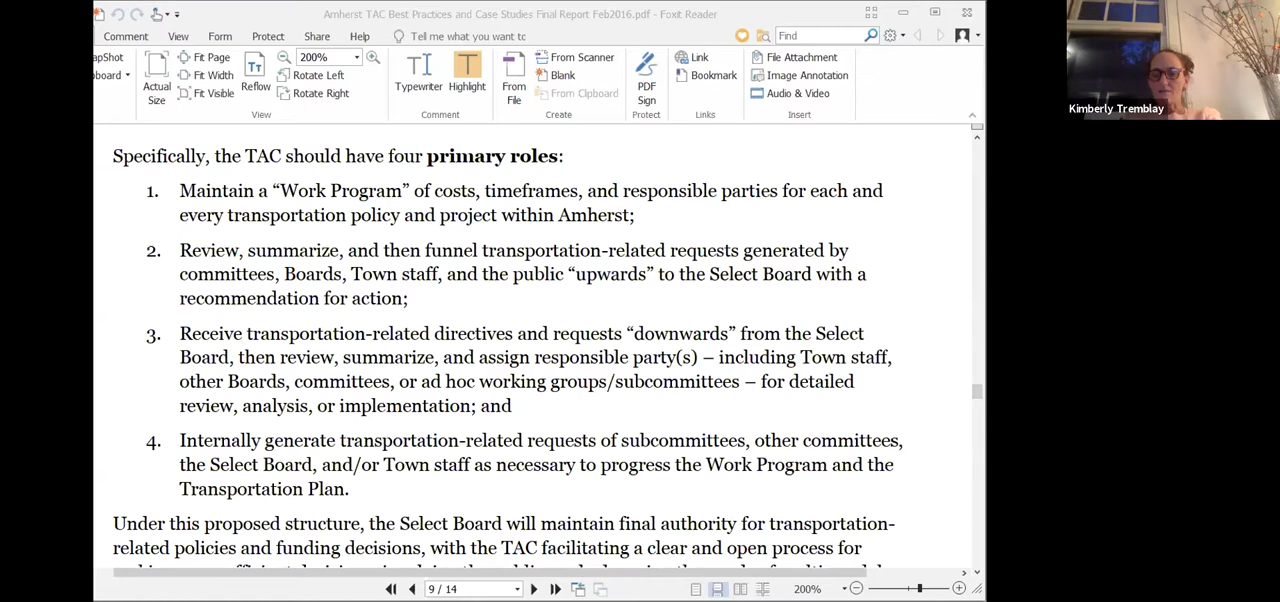 Amherst TAC Best Practices and Case Studies Final Report Feb2016.pdf - Foxit Reader
Comment View Form Protect Share Help Tell me what you want tc Find
apShot
board
Actual Size
Fit Page
Fit Width
Fit Visible
Reflow
200%
Rotate Left
Rotate Right
View
Typewriter Highlight
Comment
From File
From Scanner
Blank
From Clipboard
Create
PDF Sign
Protect
Link
Bookmark
Links
File Attachment
Image Annotation
Audio & Video
Insert
Kimberly Tremblay
Specifically, the TAC should have four primary roles:
1. Maintain a “Work Program” of costs, timeframes, and responsible parties for each and
every transportation policy and project within Amherst;
2. Review, summarize, and then funnel transportation-related requests generated by
committees, Boards, Town staff, and the public “upwards” to the Select Board with a
recommendation for action;
3. Receive transportation-related directives and requests “downwards” from the Select
Board, then review, summarize, and assign responsible party(s) – including Town staff,
other Boards, committees, or ad hoc working groups/subcommittees – for detailed
review, analysis, or implementation; and
4. Internally generate transportation-related requests of subcommittees, other committees,
the Select Board, and/or Town staff as necessary to progress the Work Program and the
Transportation Plan.
Under this proposed structure, the Select Board will maintain final authority for transportation-
related policies and funding decisions, with the TAC facilitating a clear and open process for
9 / 14
200%